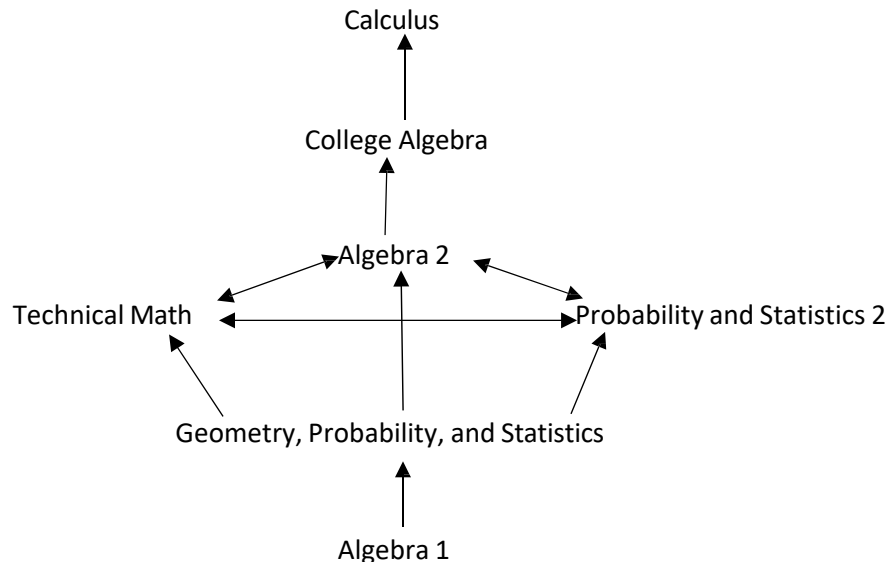 Calculus
College Algebra
Algebra 2
Technical Math
Probability and Statistics 2
Geometry, Probability, and Statistics
Algebra 1